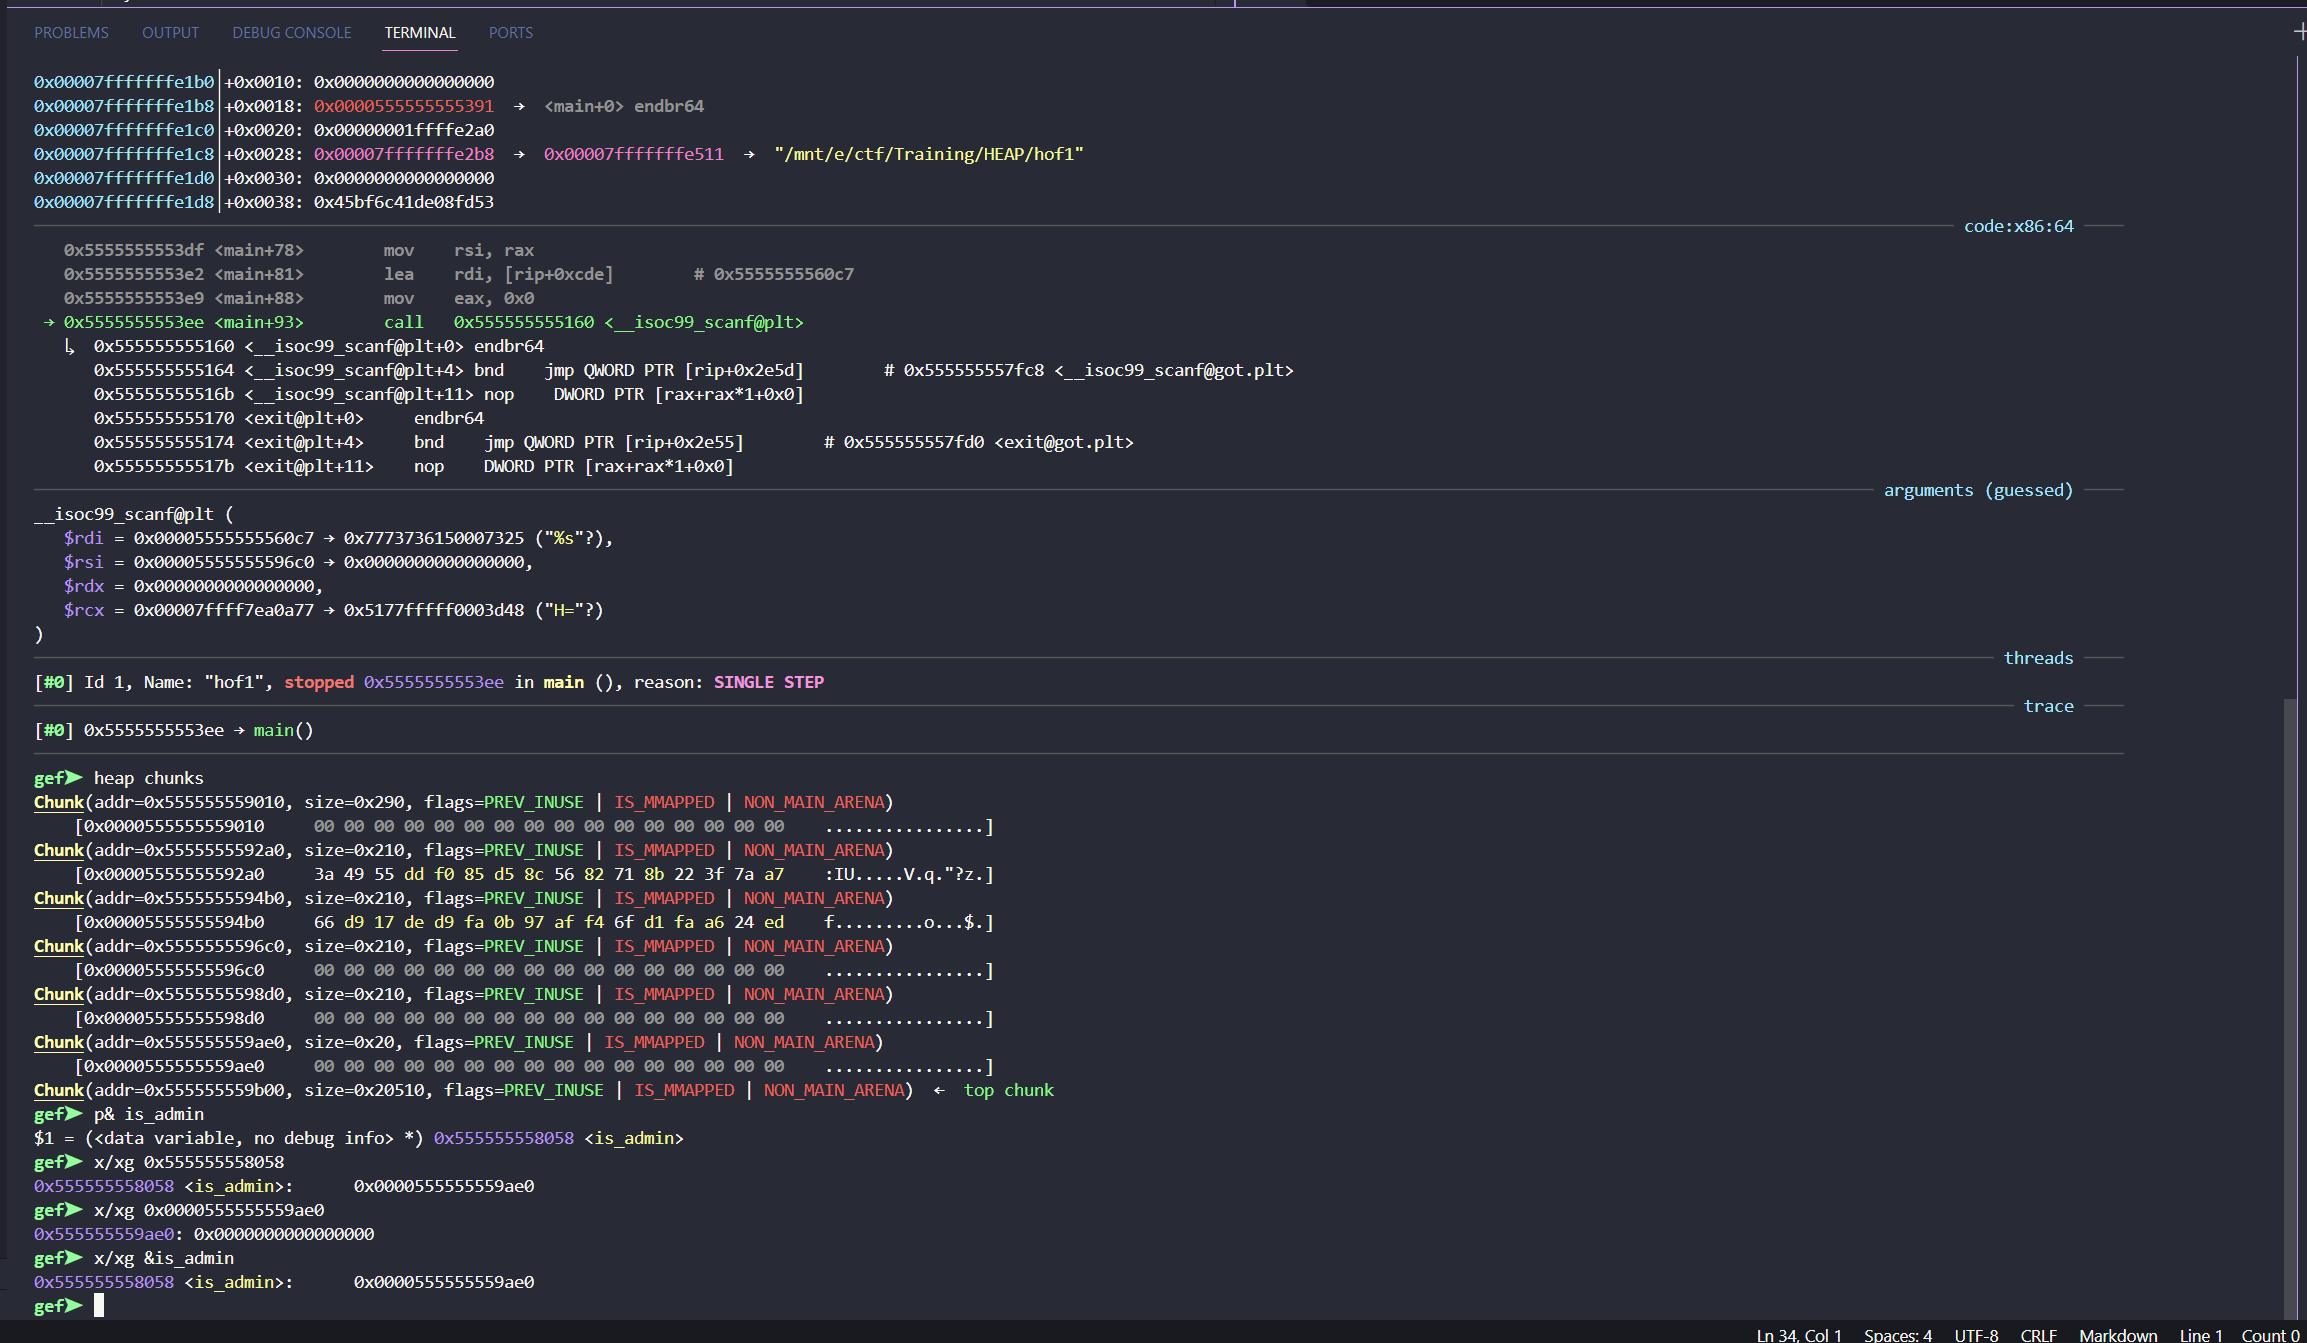 PROBLEMS OUTPUT DEBUG CONSOLE TERMINAL PORTS
0x00007fffffffe1b0│+0x0010: 0x0000000000000000
0x00007fffffffe1b8│+0x0018: 0x0000555555555391 → <main+0> endbr64
0x00007fffffffe1c0│+0x0020: 0x00000001ffffe2a0
0x00007fffffffe1c8│+0x0028: 0x00007fffffffe2b8 → 0x00007fffffffe511 → "/mnt/e/ctf/Training/HEAP/hof1"
0x00007fffffffe1d0│+0x0030: 0x0000000000000000
0x00007fffffffe1d8│+0x0038: 0x45bf6c41de08fd53
code:x86:64
0x5555555553df <main+78> mov rsi, rax
0x5555555553e2 <main+81> lea rdi, [rip+0xcde] # 0x5555555560c7
0x5555555553e9 <main+88> mov eax, 0x0
→ 0x5555555553ee <main+93> call 0x555555555160 <__isoc99_scanf@plt>
↳ 0x555555555160 <__isoc99_scanf@plt+0> endbr64
0x555555555164 <__isoc99_scanf@plt+4> bnd jmp QWORD PTR [rip+0x2e5d] # 0x555555557fc8 <__isoc99_scanf@got.plt>
0x55555555516b <__isoc99_scanf@plt+11> nop DWORD PTR [rax+rax*1+0x0]
0x555555555170 <exit@plt+0> endbr64
0x555555555174 <exit@plt+4> bnd jmp QWORD PTR [rip+0x2e55] # 0x555555557fd0 <exit@got.plt>
0x55555555517b <exit@plt+11> nop DWORD PTR [rax+rax*1+0x0]
arguments (guessed)
__isoc99_scanf@plt (
$rdi = 0x00005555555560c7 → 0x7773736150007325 ("%s"?),
$rsi = 0x00005555555596c0 → 0x0000000000000000,
$rdx = 0x0000000000000000,
$rcx = 0x00007ffff7ea0a77 → 0x5177fffff0003d48 ("H="?)
)
threads
[#0] Id 1, Name: "hof1", stopped 0x5555555553ee in main (), reason: SINGLE STEP
trace
[#0] 0x5555555553ee → main()
gef➤ heap chunks
Chunk(addr=0x555555559010, size=0x290, flags=PREV_INUSE | IS_MMAPPED | NON_MAIN_ARENA)
[0x0000555555559010 00 00 00 00 00 00 00 00 00 00 00 00 00 00 00 00 ................]
Chunk(addr=0x5555555592a0, size=0x210, flags=PREV_INUSE | IS_MMAPPED | NON_MAIN_ARENA)
[0x00005555555592a0 3a 49 55 dd f0 85 d5 8c 56 82 71 8b 22 3f 7a a7 :IU.....V.q."?z.]
Chunk(addr=0x5555555594b0, size=0x210, flags=PREV_INUSE | IS_MMAPPED | NON_MAIN_ARENA)
[0x00005555555594b0 66 d9 17 de d9 fa 0b 97 af f4 6f d1 fa a6 24 ed f.........o...$.]
Chunk(addr=0x5555555596c0, size=0x210, flags=PREV_INUSE | IS_MMAPPED | NON_MAIN_ARENA)
[0x00005555555596c0 00 00 00 00 00 00 00 00 00 00 00 00 00 00 00 00 ................]
Chunk(addr=0x5555555598d0, size=0x210, flags=PREV_INUSE | IS_MMAPPED | NON_MAIN_ARENA)
[0x00005555555598d0 00 00 00 00 00 00 00 00 00 00 00 00 00 00 00 00 ................]
Chunk(addr=0x555555559ae0, size=0x20, flags=PREV_INUSE | IS_MMAPPED | NON_MAIN_ARENA)
[0x0000555555559ae0 00 00 00 00 00 00 00 00 00 00 00 00 00 00 00 00 ................]
Chunk(addr=0x555555559b00, size=0x20510, flags=PREV_INUSE | IS_MMAPPED | NON_MAIN_ARENA) ← top chunk
gef➤ p& is_admin
$1 = (<data variable, no debug info> *) 0x555555558058 <is_admin>
gef➤ x/xg 0x555555558058
0x555555558058 <is_admin>: 0x0000555555559ae0
gef➤ x/xg 0x0000555555559ae0
0x555555559ae0: 0x0000000000000000
gef➤ x/xg &is_admin
0x555555558058 <is_admin>: 0x0000555555559ae0
gef➤
Ln 34, Col 1 Spaces: 4 UTF-8 CRLF Markdown Line 1 Count 0